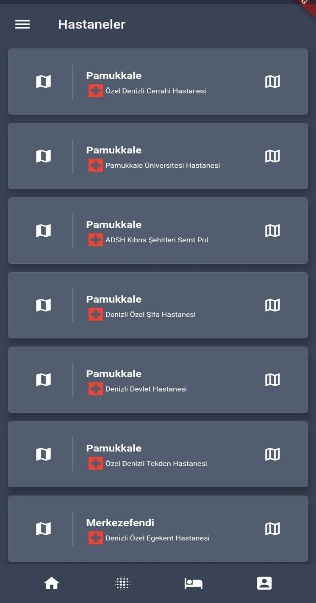 Hastaneler
Pamukkale
Özel Denizli Cerrahi Hastanesi
Pamukkale
Pamukkale Üniversitesi Hastanesi
Pamukkale
ADSH Kıbrıs Şehitleri Semt Pol.
Pamukkale
Denizli Özel Şifa Hastanesi
Pamukkale
Denizli Devlet Hastanesi
Pamukkale
Özel Denizli Tekden Hastanesi
Merkezefendi
Denizli Özel Egekent Hastanesi